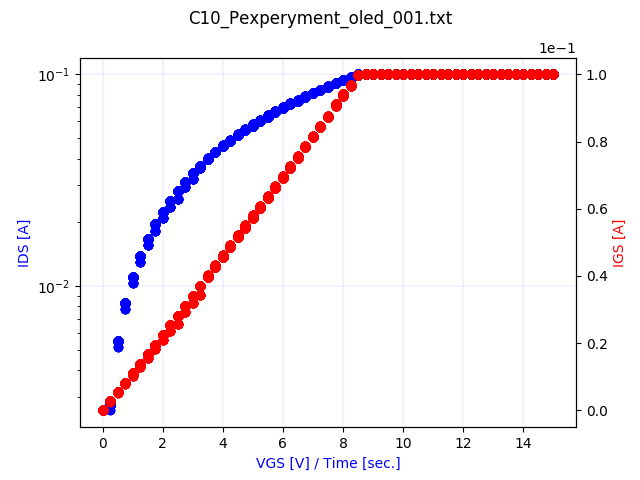 C10_Pexperyment_oled_001.txt
1e−1
10⁻¹
10⁻²
IDS [A]
1.0
0.8
0.6
0.4
0.2
0.0
IGS [A]
0 2 4 6 8 10 12 14
VGS [V] / Time [sec.]